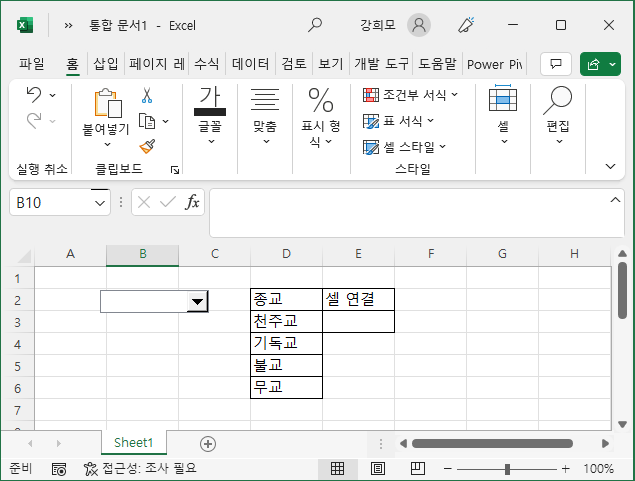 통합 문서1 - Excel 강희모
파일 홈 삽입 페이지 레 수식 데이터 검토 보기 개발 도구 도움말 Power Piv
붙여넣기 글꼴 맞춤 표시 형식 조건부 서식 표 서식 셀 스타일 셀 편집
실행 취소 클립보드 스타일
B10 fx
A B C D E F G H
1
2 종교 셀 연결
3 천주교
4 기독교
5 불교
6 무교
7
Sheet1
준비 접근성: 조사 필요 100%